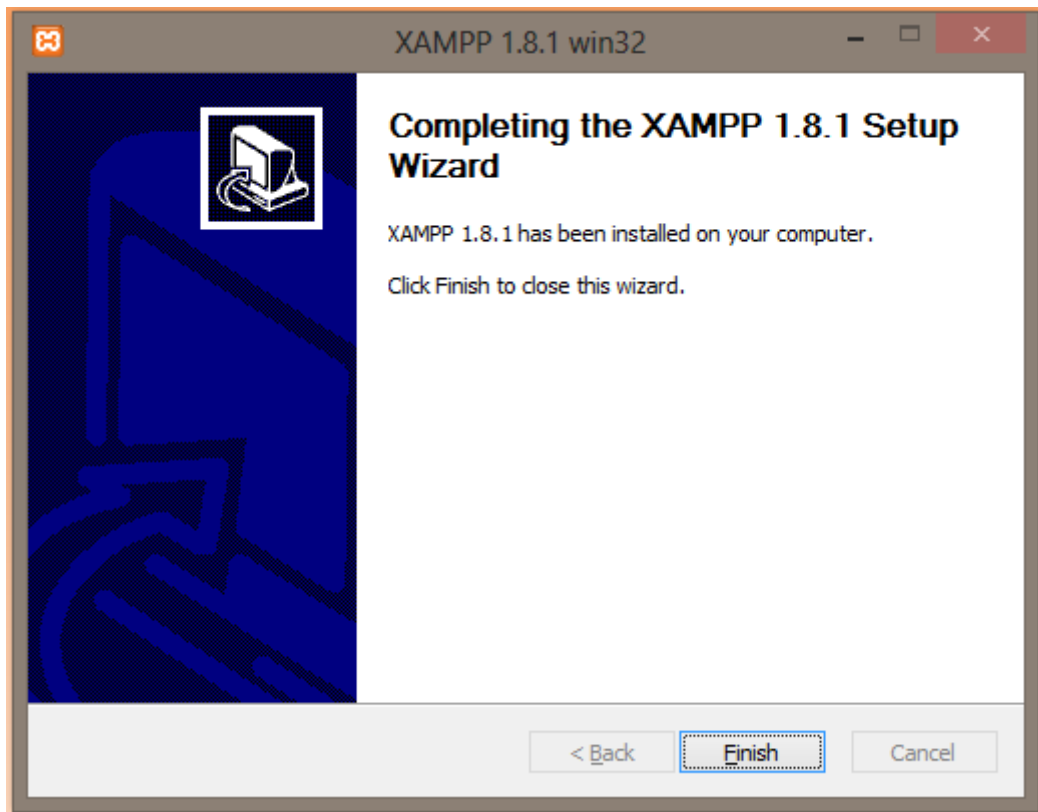 XAMPP 1.8.1 win32
Completing the XAMPP 1.8.1 Setup
Wizard
XAMPP 1.8.1 has been installed on your computer.
Click Finish to close this wizard.
< Back
Finish
Cancel